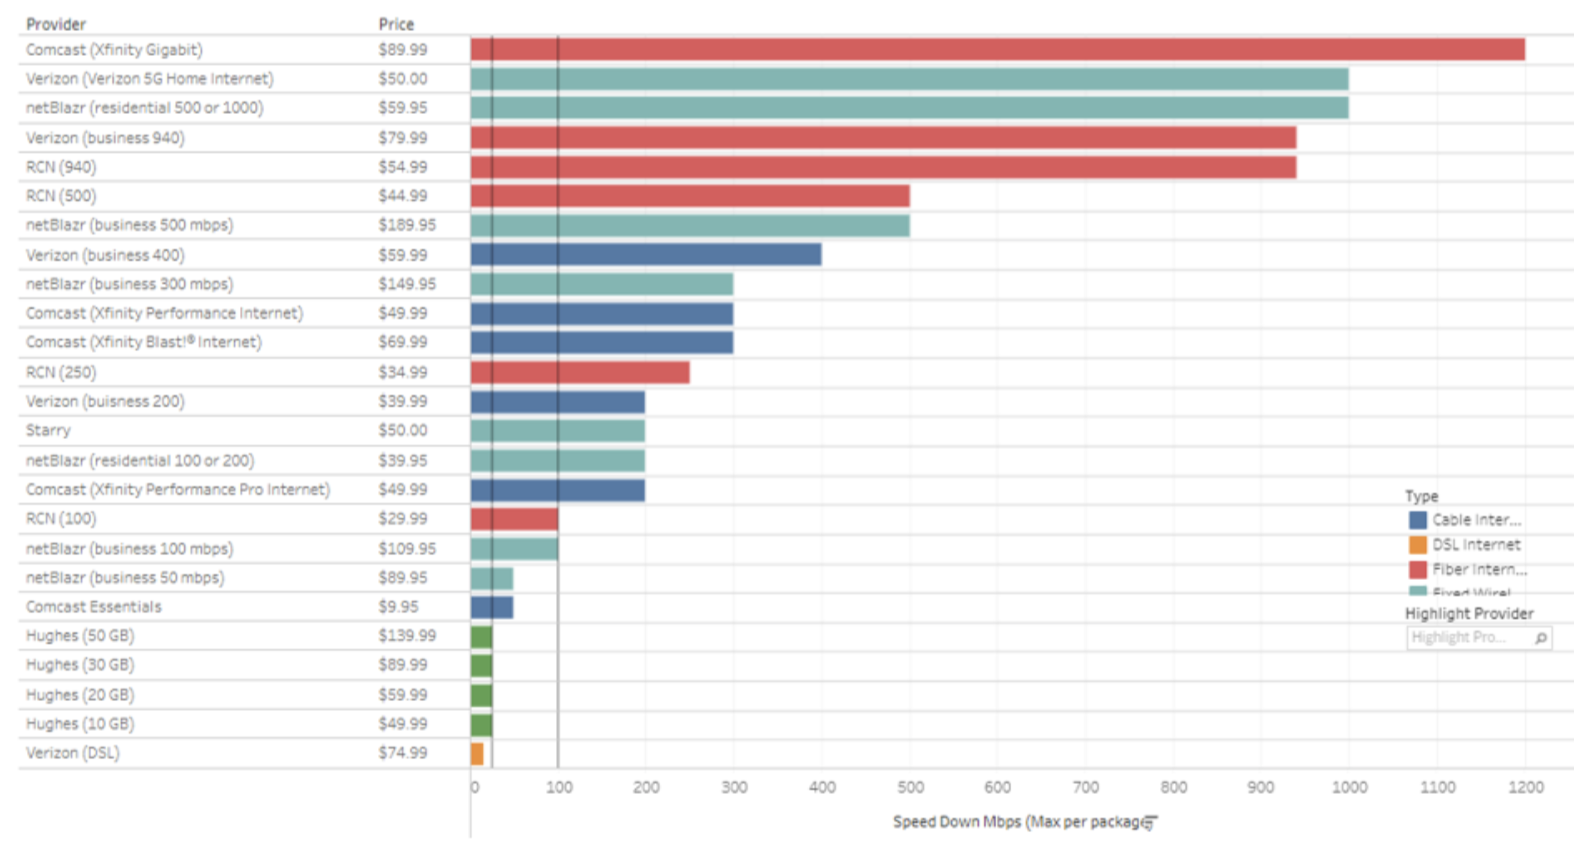 Provider Price
Comcast (Xfinity Gigabit) $89.99
Verizon (Verizon 5G Home Internet) $50.00
netBlazr (residential 500 or 1000) $59.95
Verizon (business 940) $79.99
RCN (940) $54.99
RCN (500) $44.99
netBlazr (business 500 mbps) $189.95
Verizon (business 400) $59.99
netBlazr (business 300 mbps) $149.95
Comcast (Xfinity Performance Internet) $49.99
Comcast (Xfinity Blast!® Internet) $69.99
RCN (250) $34.99
Verizon (buisness 200) $39.99
Starry $50.00
netBlazr (residential 100 or 200) $39.95
Comcast (Xfinity Performance Pro Internet) $49.99
RCN (100) $29.99
netBlazr (business 100 mbps) $109.95
netBlazr (business 50 mbps) $89.95
Comcast Essentials $9.95
Hughes (50 GB) $139.99
Hughes (30 GB) $89.99
Hughes (20 GB) $59.99
Hughes (10 GB) $49.99
Verizon (DSL) $74.99
Type
Cable Inter...
DSL Internet
Fiber Intern...
Fixed Wirel
Highlight Provider
Highlight Pro...
0 100 200 300 400 500 600 700 800 900 1000 1100 1200
Speed Down Mbps (Max per package